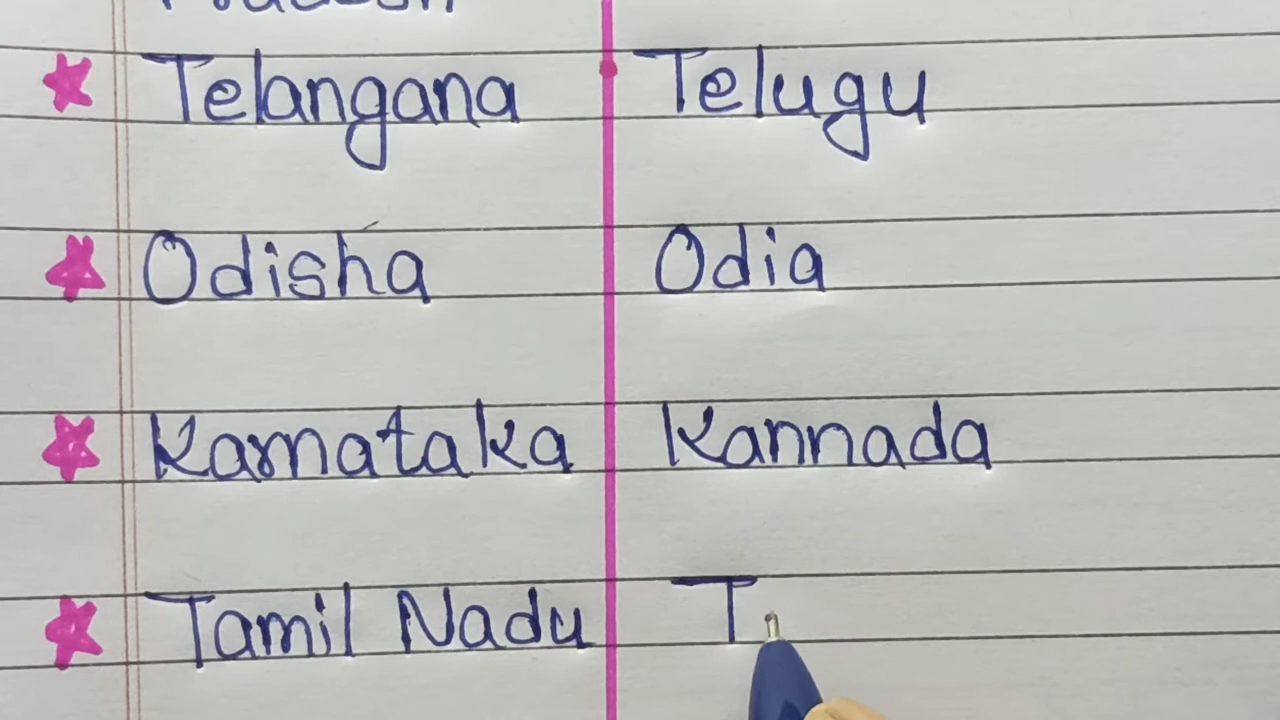 Telangana Telugu
Odisha Odia
Karnataka Kannada
Tamil Nadu T